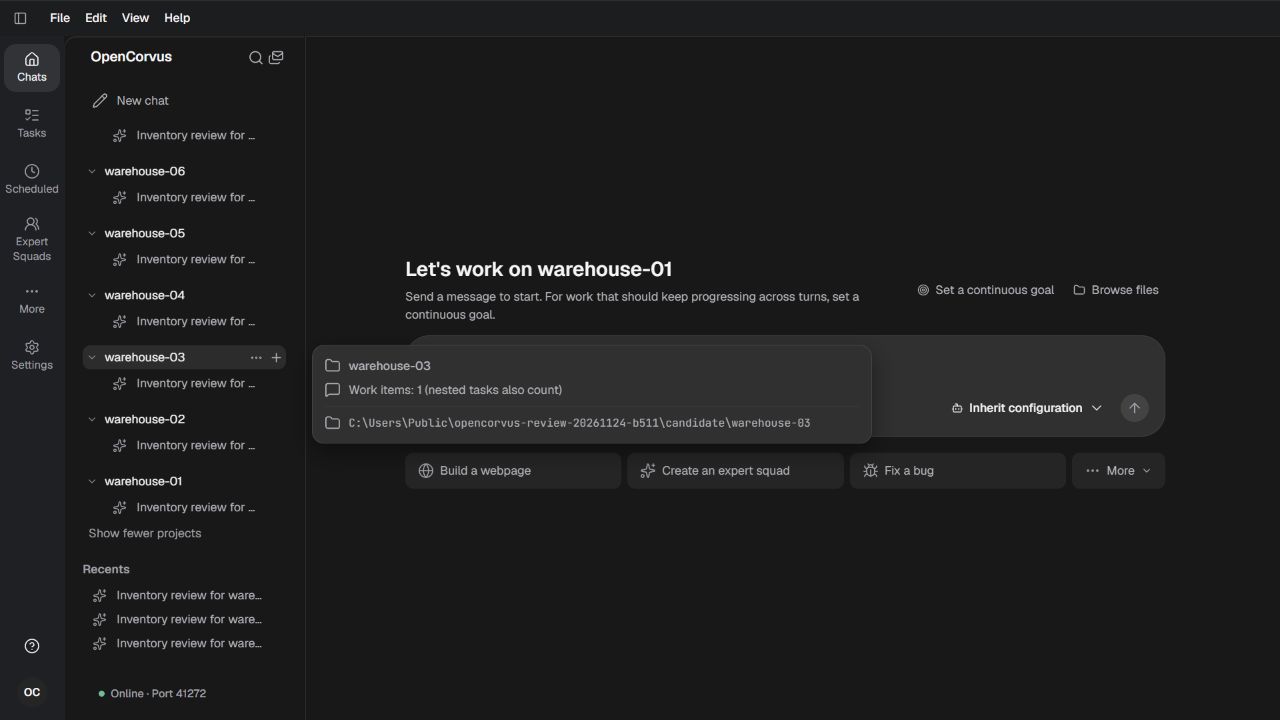 File Edit View Help
Chats
Tasks
Scheduled
Expert
Squads
More
Settings
OC
OpenCorvus
New chat
Inventory review for ...
warehouse-06
Inventory review for ...
warehouse-05
Inventory review for ...
warehouse-04
Inventory review for ...
warehouse-03
Inventory review for ...
warehouse-02
Inventory review for ...
warehouse-01
Inventory review for ...
Show fewer projects
Recents
Inventory review for ware...
Inventory review for ware...
Inventory review for ware...
Online · Port 41272
Let's work on warehouse-01
Send a message to start. For work that should keep progressing across turns, set a
continuous goal.
Set a continuous goal
Browse files
warehouse-03
Work items: 1 (nested tasks also count)
C:\Users\Public\opencorvus-review-20261124-b511\candidate\warehouse-03
Inherit configuration
Build a webpage
Create an expert squad
Fix a bug
More